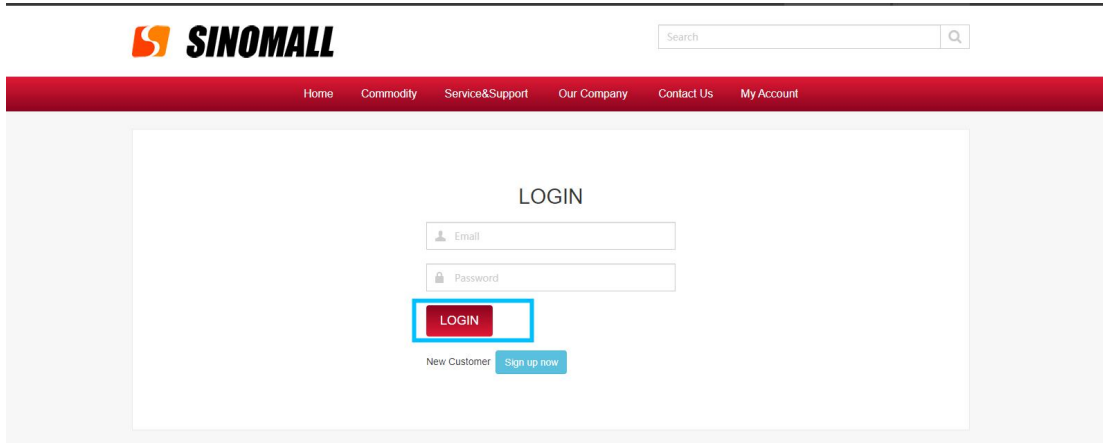 SINOMALL
Search
Home Commodity Service&Support Our Company Contact Us My Account
LOGIN
Email
Password
LOGIN
New Customer Sign up now